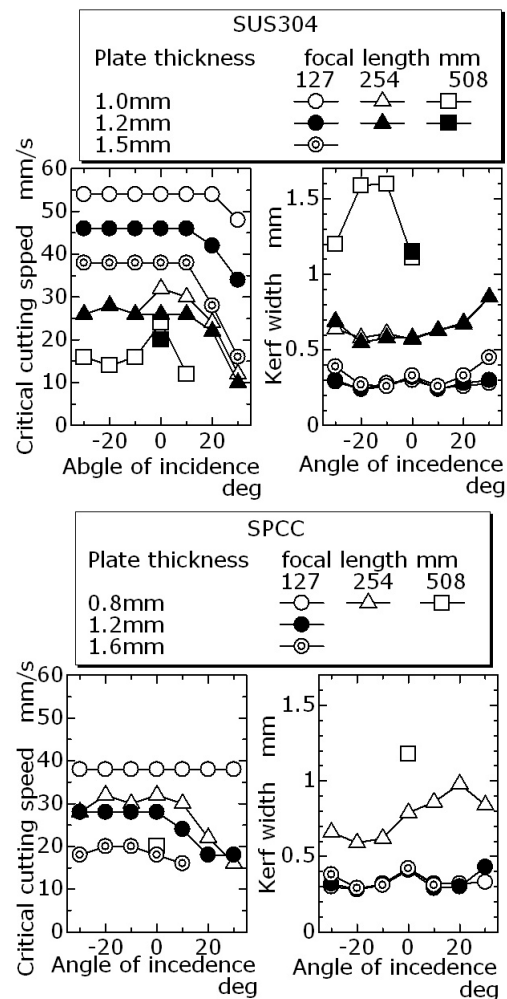 SUS304
Plate thickness focal length mm
127 254 508
1.0mm
1.2mm
1.5mm
Critical cutting spped mm/s
60
50
40
30
20
10
0
-20 0 20
Abgle of incidence
deg
Kerf width mm
1.5
1
0.5
0
-20 0 20
Angle of incedence
deg
SPCC
Plate thickness focal length mm
127 254 508
0.8mm
1.2mm
1.6mm
Critical cutting speed mm/s
60
50
40
30
20
10
0
-20 0 20
Angle of incedence
deg
Kerf width mm
1.5
1
0.5
0
-20 0 20
Angle of incedence
deg